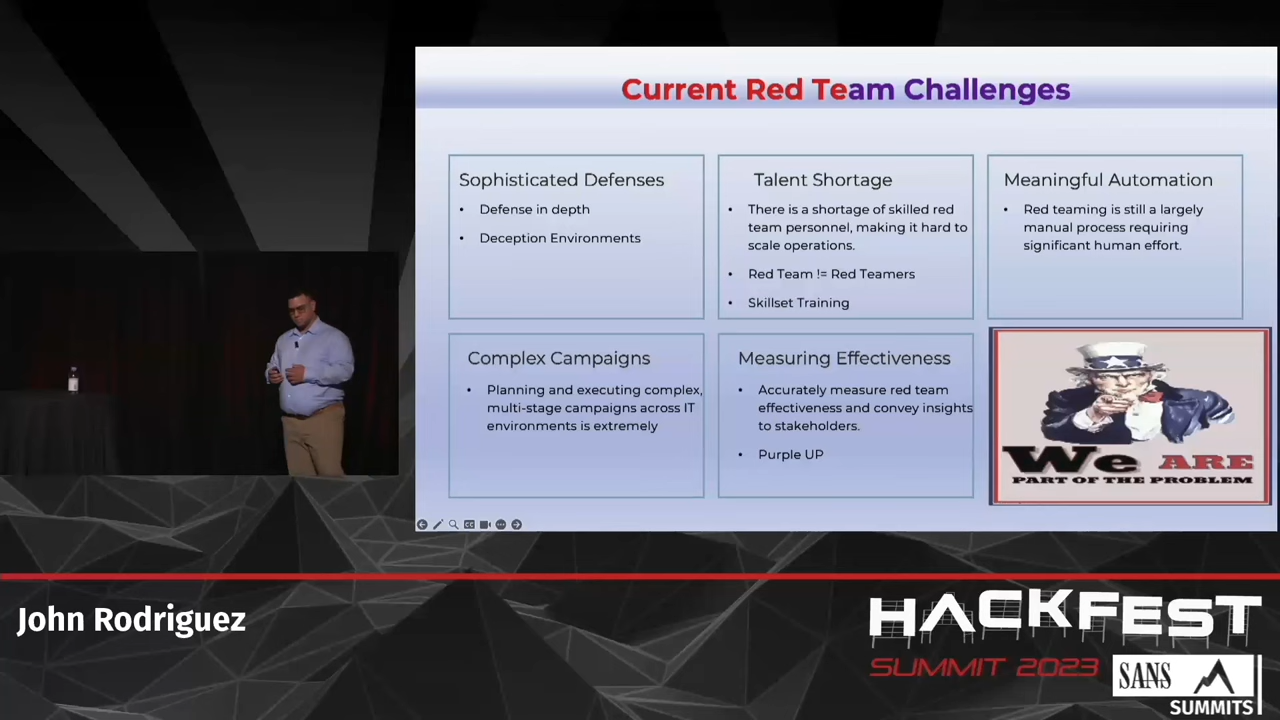 Current Red Team Challenges
Sophisticated Defenses
• Defense in depth
• Deception Environments
Talent Shortage
• There is a shortage of skilled red
team personnel, making it hard to
scale operations.
• Red Team != Red Teamers
• Skillset Training
Meaningful Automation
• Red teaming is still a largely
manual process requiring
significant human effort.
Complex Campaigns
• Planning and executing complex,
multi-stage campaigns across IT
environments is extremely
Measuring Effectiveness
• Accurately measure red team
effectiveness and convey insights
to stakeholders.
• Purple UP
We ARE
PART OF THE PROBLEM
John Rodriguez
HACKFEST
SUMMIT 2023
SANS
SUMMITS